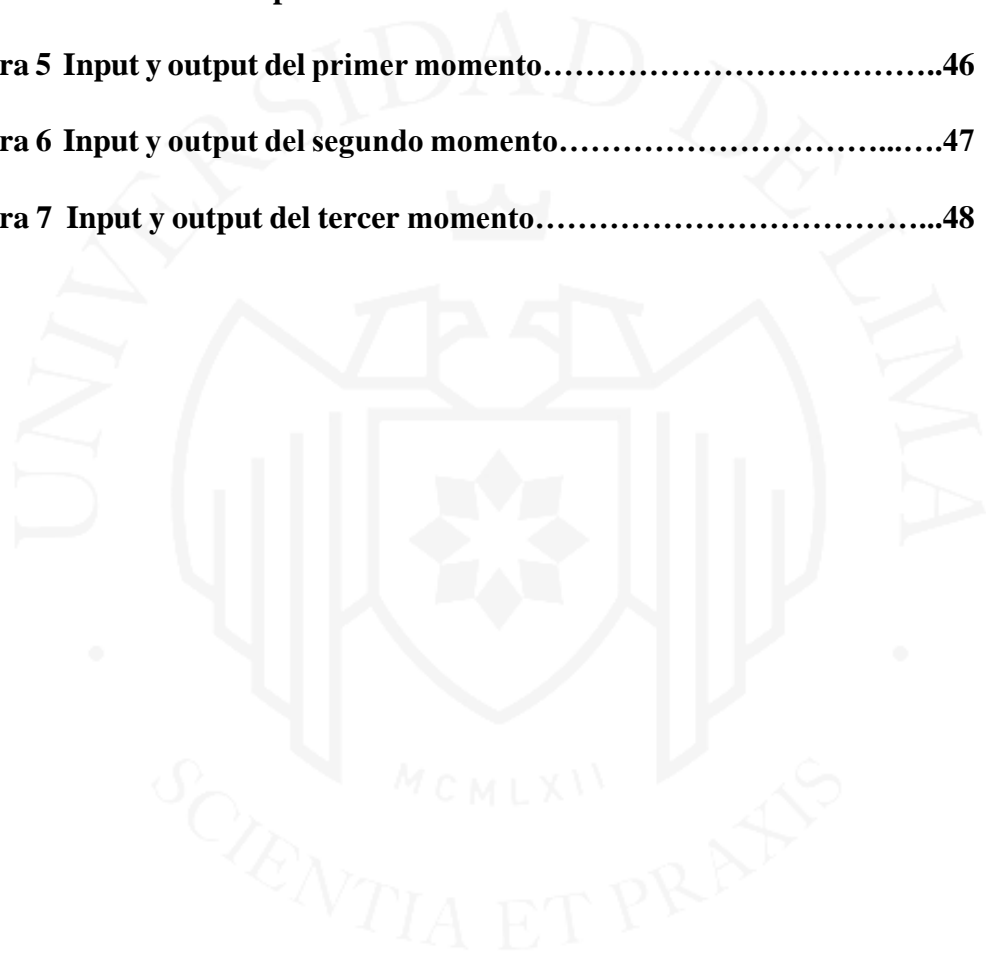 ra 5 Input y output del primer momento………………………………..46
ra 6 Input y output del segundo momento…………………………...….47
ra 7 Input y output del tercer momento………………………………...48
UNIVERSIDAD DE LIMA
MCMLXII
SCIENTIA ET PRAXIS